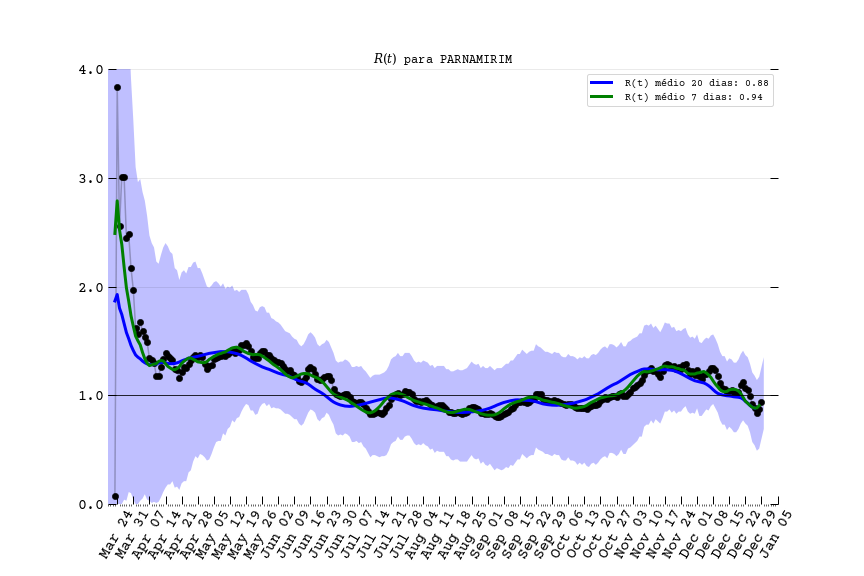 R(t) para PARNAMIRIM
R(t) médio 20 dias: 0.88
R(t) médio 7 dias: 0.94
4.0
3.0
2.0
1.0
0.0
Mar 24
Mar 31
Apr 07
Apr 14
Apr 21
Apr 28
May 05
May 12
May 19
May 26
Jun 02
Jun 09
Jun 16
Jun 23
Jun 30
Jul 07
Jul 14
Jul 21
Jul 28
Aug 04
Aug 11
Aug 18
Aug 25
Sep 01
Sep 08
Sep 15
Sep 22
Sep 29
Oct 06
Oct 13
Oct 20
Oct 27
Nov 03
Nov 10
Nov 17
Nov 24
Dec 01
Dec 08
Dec 15
Dec 22
Dec 29
Jan 05